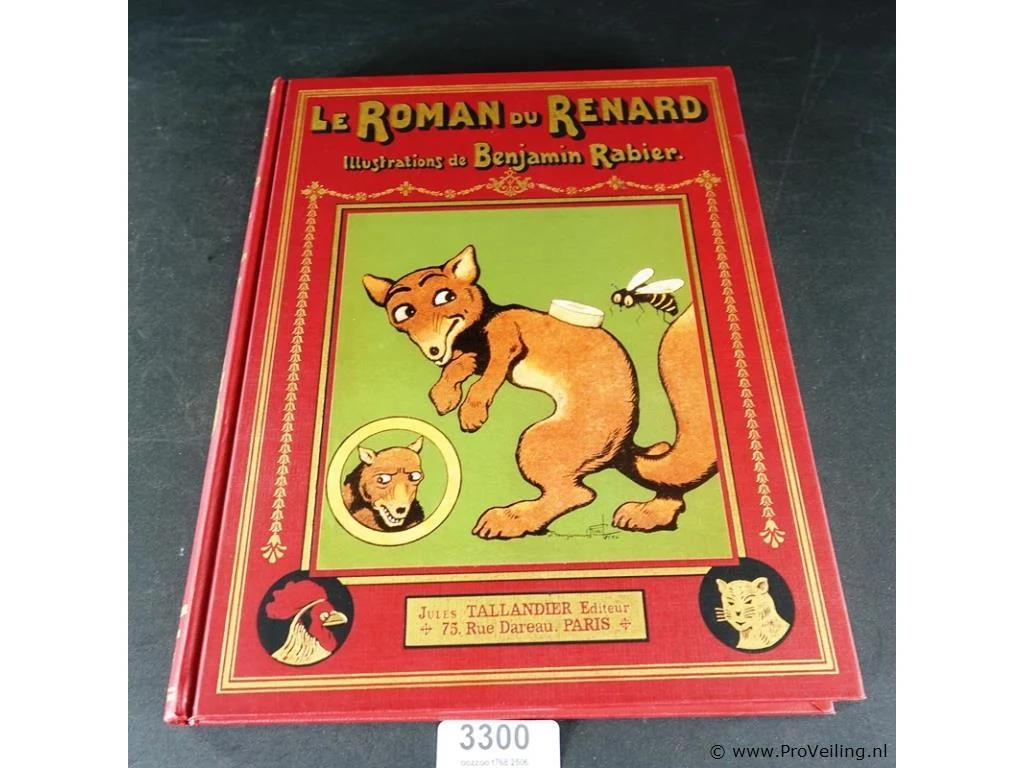 LE ROMAN DU RENARD
Illustrations de Benjamin Rabier.
JULES TALLANDIER Editeur
75, Rue Dareau. PARIS
3300
© www.ProVeiling.nl